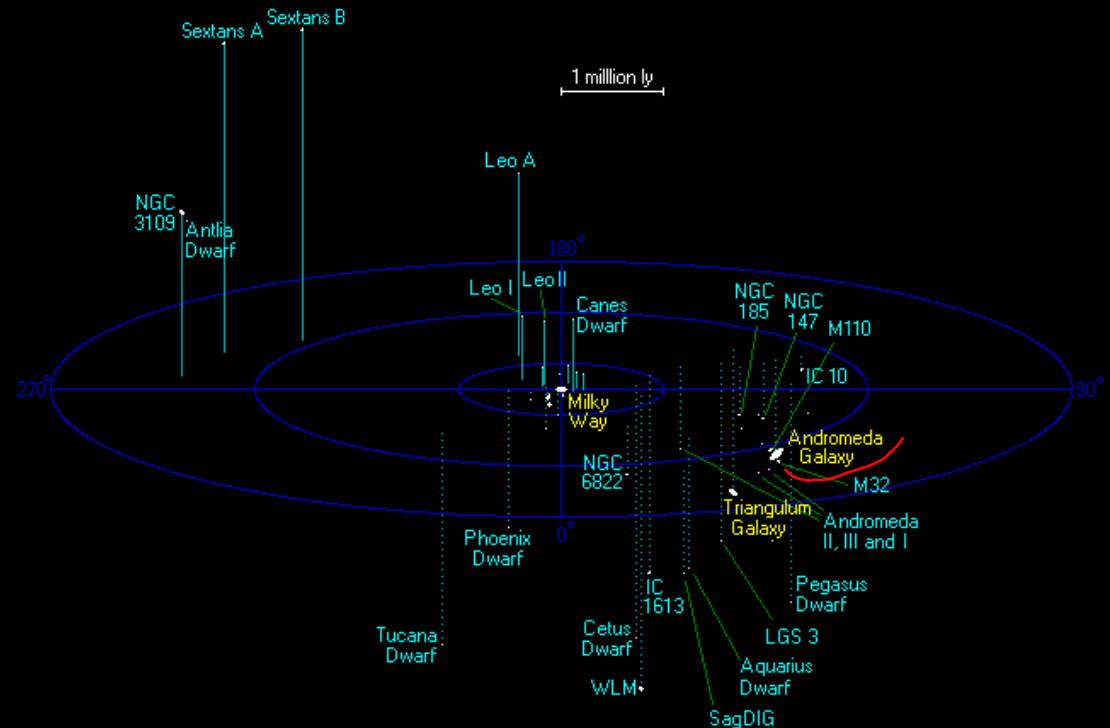 Sextans A
Sextans B
1 milllion ly
Leo A
NGC
3109
Antlia
Dwarf
180°
Leo I
Leo II
Canes
Dwarf
NGC
185
NGC
147
M110
IC 10
270°
90°
Milky
Way
Andromeda
Galaxy
NGC
6822
M32
Triangulum
Galaxy
Andromeda
II, III and I
0°
Phoenix
Dwarf
IC
1613
Pegasus
Dwarf
Tucana
Dwarf
Cetus
Dwarf
LGS 3
Aquarius
Dwarf
WLM
SagDIG